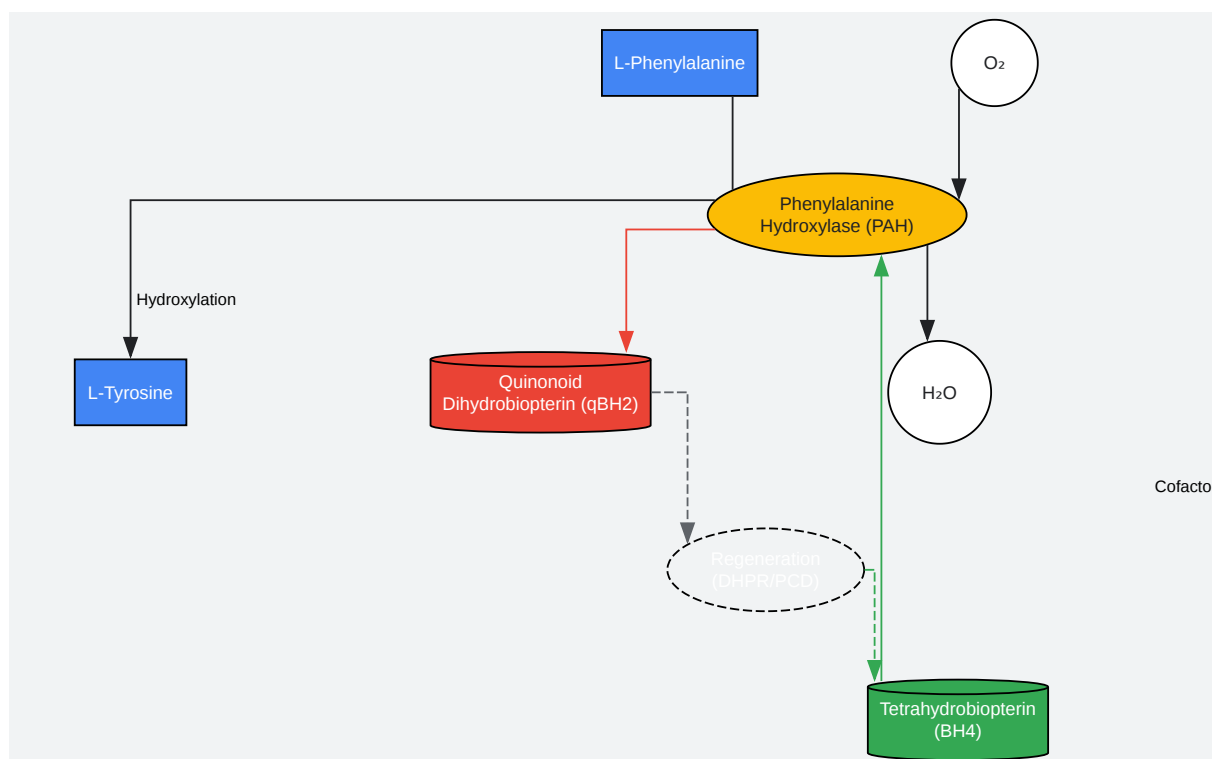 L-Phenylalanine
O₂
Phenylalanine
Hydroxylase (PAH)
Hydroxylation
Quinonoid
Dihydrobiopterin (qBH2)
L-Tyrosine
H₂O
Cofacto
Regeneration
(DHPR/PCD)
Tetrahydrobiopterin
(BH4)